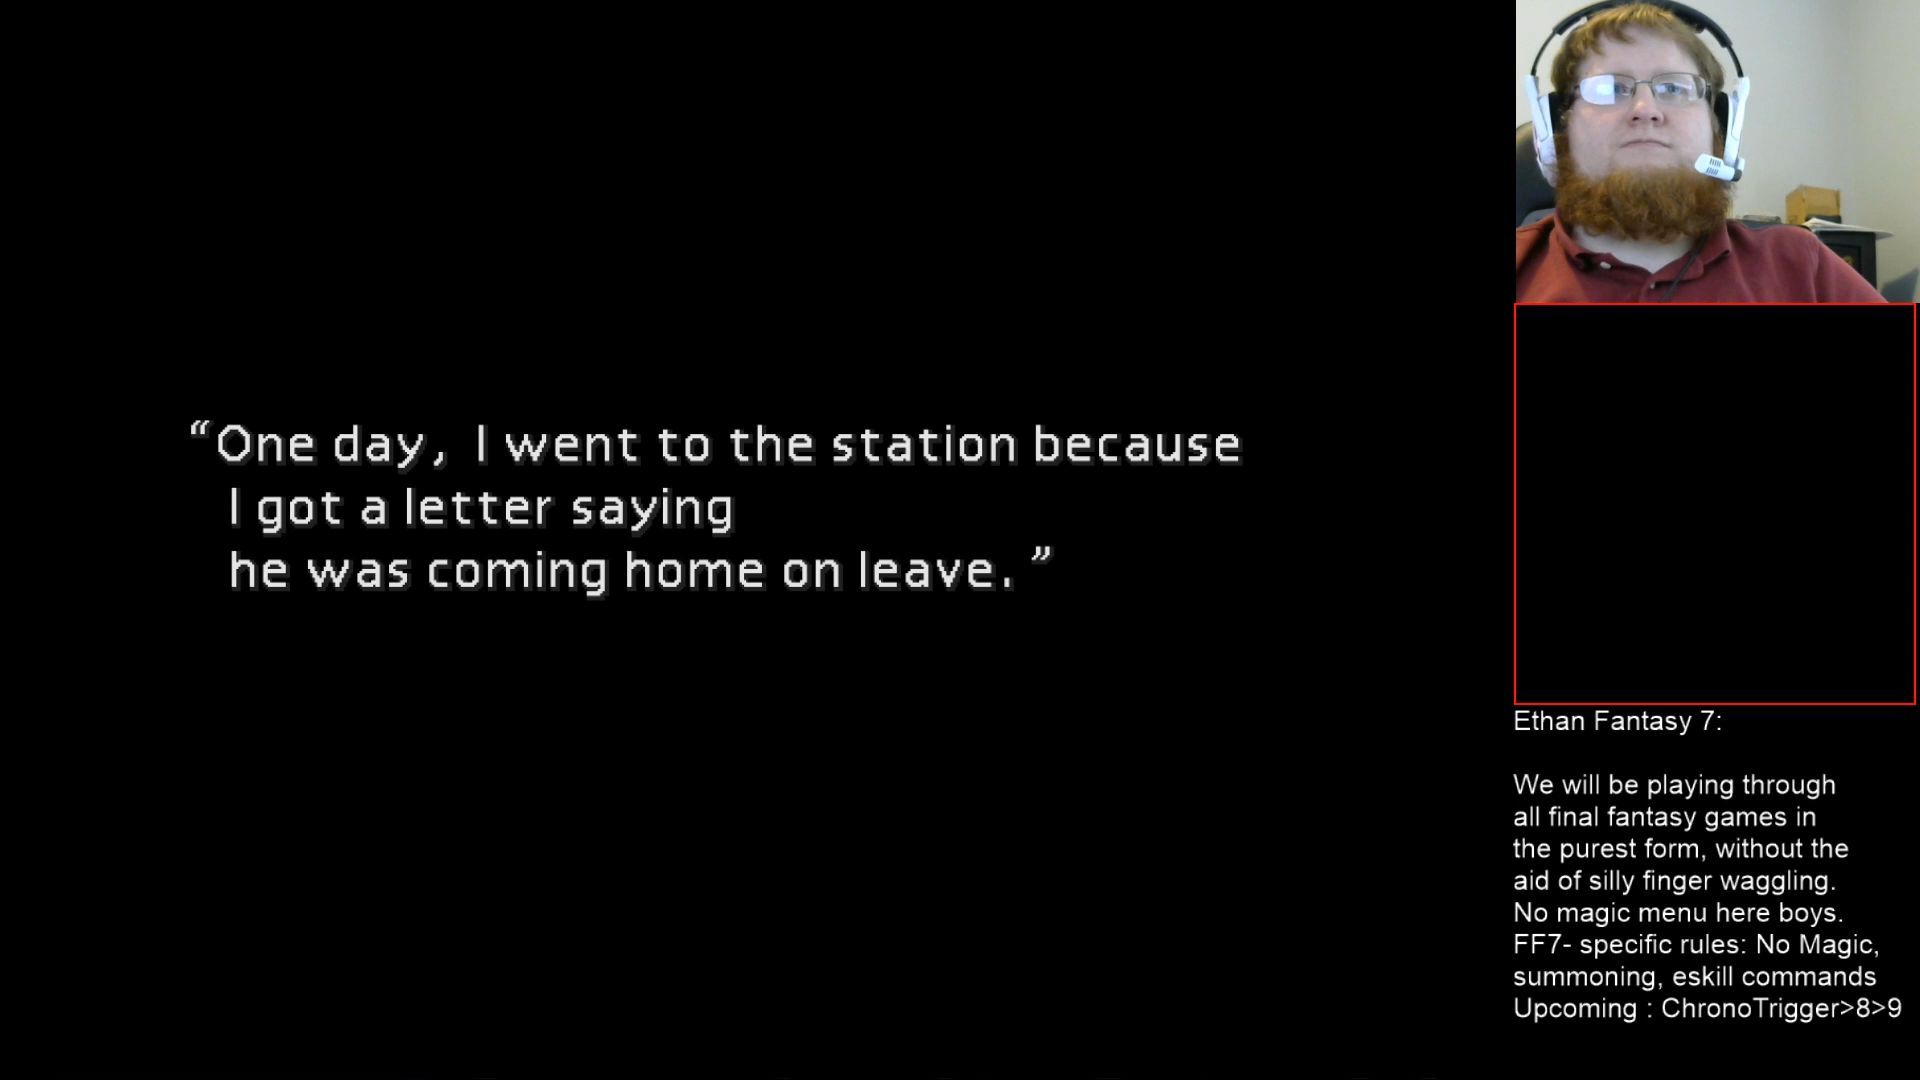 “One day, I went to the station because
I got a letter saying
he was coming home on leave.”
Ethan Fantasy 7:
We will be playing through
all final fantasy games in
the purest form, without the
aid of silly finger waggling.
No magic menu here boys.
FF7- specific rules: No Magic,
summoning, eskill commands
Upcoming : ChronoTrigger>8>9